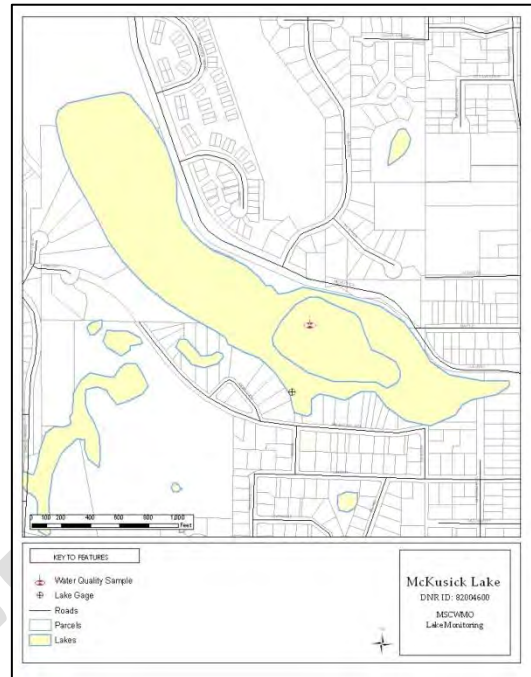 0 100 200 400 600 800 1200
Feet
KEY TO FEATURES
Water Quality Sample
Lake Gage
Roads
Parcels
Lakes
McKusick Lake
DNR ID: 82004600
MSCWMO
Lake Monitoring